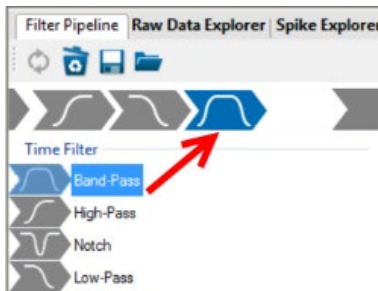 Filter Pipeline Raw Data Explorer Spike Explorer
Time Filter
Band-Pass
High-Pass
Notch
Low-Pass